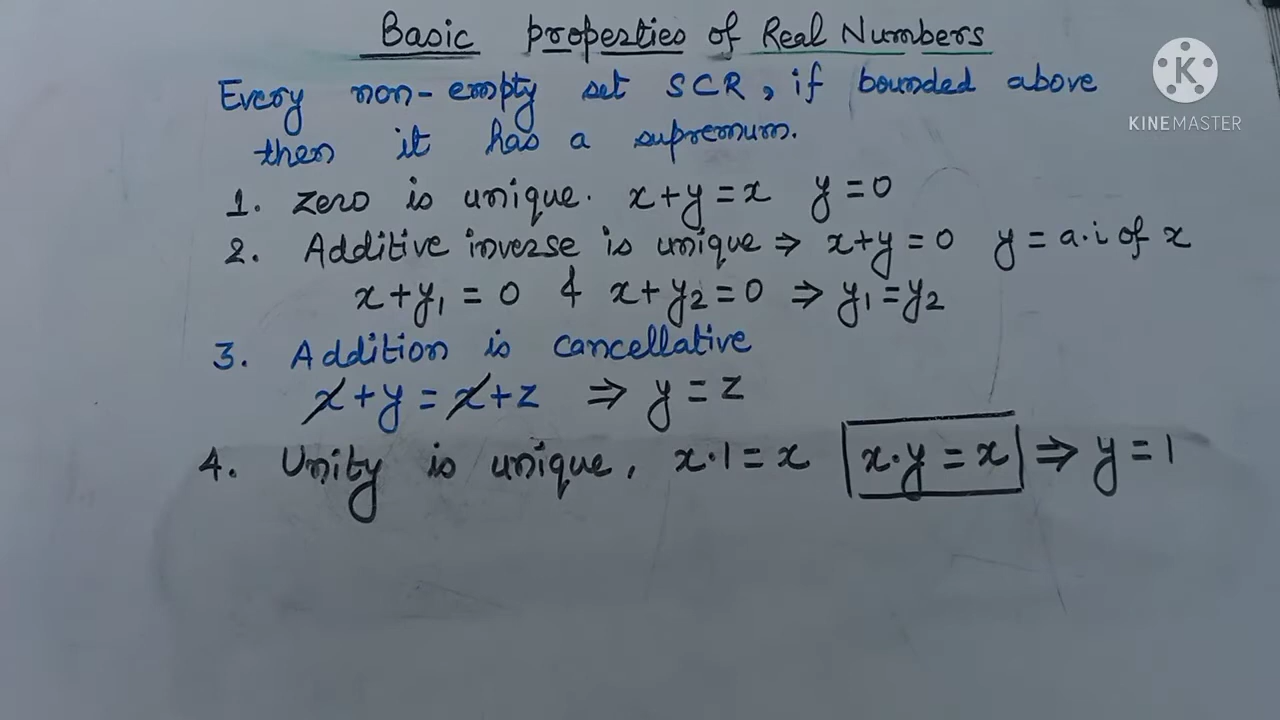 Basic properties of Real Numbers
Every non-empty set SCR, if bounded above
then it has a supremum.
1. Zero is unique. x+y=x y=0
2. Additive inverse is unique ⇒ x+y=0 y=a.i of x
x+y₁=0 & x+y₂=0 ⇒ y₁=y₂
3. Addition is cancellative
x+y=x+z ⇒ y=z
4. Unity is unique, x·1=x x·y=x ⇒ y=1
KINEMASTER